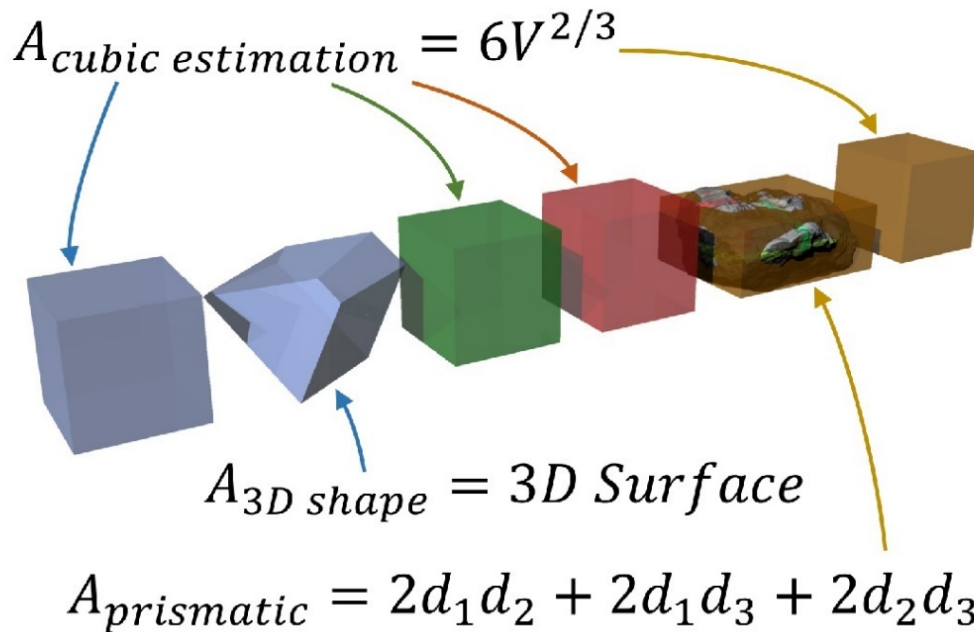 A_{cubic estimation} = 6V^{2/3}
A_{3D shape} = 3D Surface
A_{prismatic} = 2d_1d_2 + 2d_1d_3 + 2d_2d_3